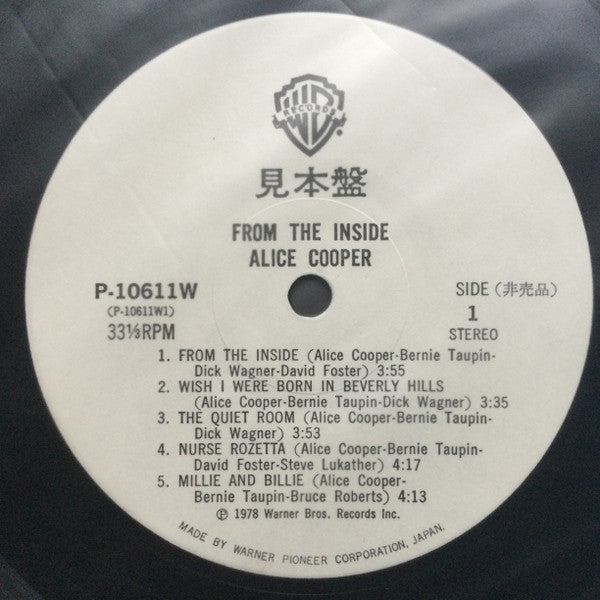 WB
RECORDS
®
見本盤
FROM THE INSIDE
ALICE COOPER
P-10611W
(P-10611W1)
33⅓RPM
SIDE (非売品)
1
STEREO
1. FROM THE INSIDE (Alice Cooper-Bernie Taupin-
Dick Wagner-David Foster) 3:55
2. WISH I WERE BORN IN BEVERLY HILLS
(Alice Cooper-Bernie Taupin-Dick Wagner) 3:35
3. THE QUIET ROOM (Alice Cooper-Bernie Taupin-
Dick Wagner) 3:53
4. NURSE ROZETTA (Alice Cooper-Bernie Taupin-
David Foster-Steve Lukather) 4:17
5. MILLIE AND BILLIE (Alice Cooper-
Bernie Taupin-Bruce Roberts) 4:13
℗ 1978 Warner Bros. Records Inc.
MADE BY WARNER PIONEER CORPORATION, JAPAN.